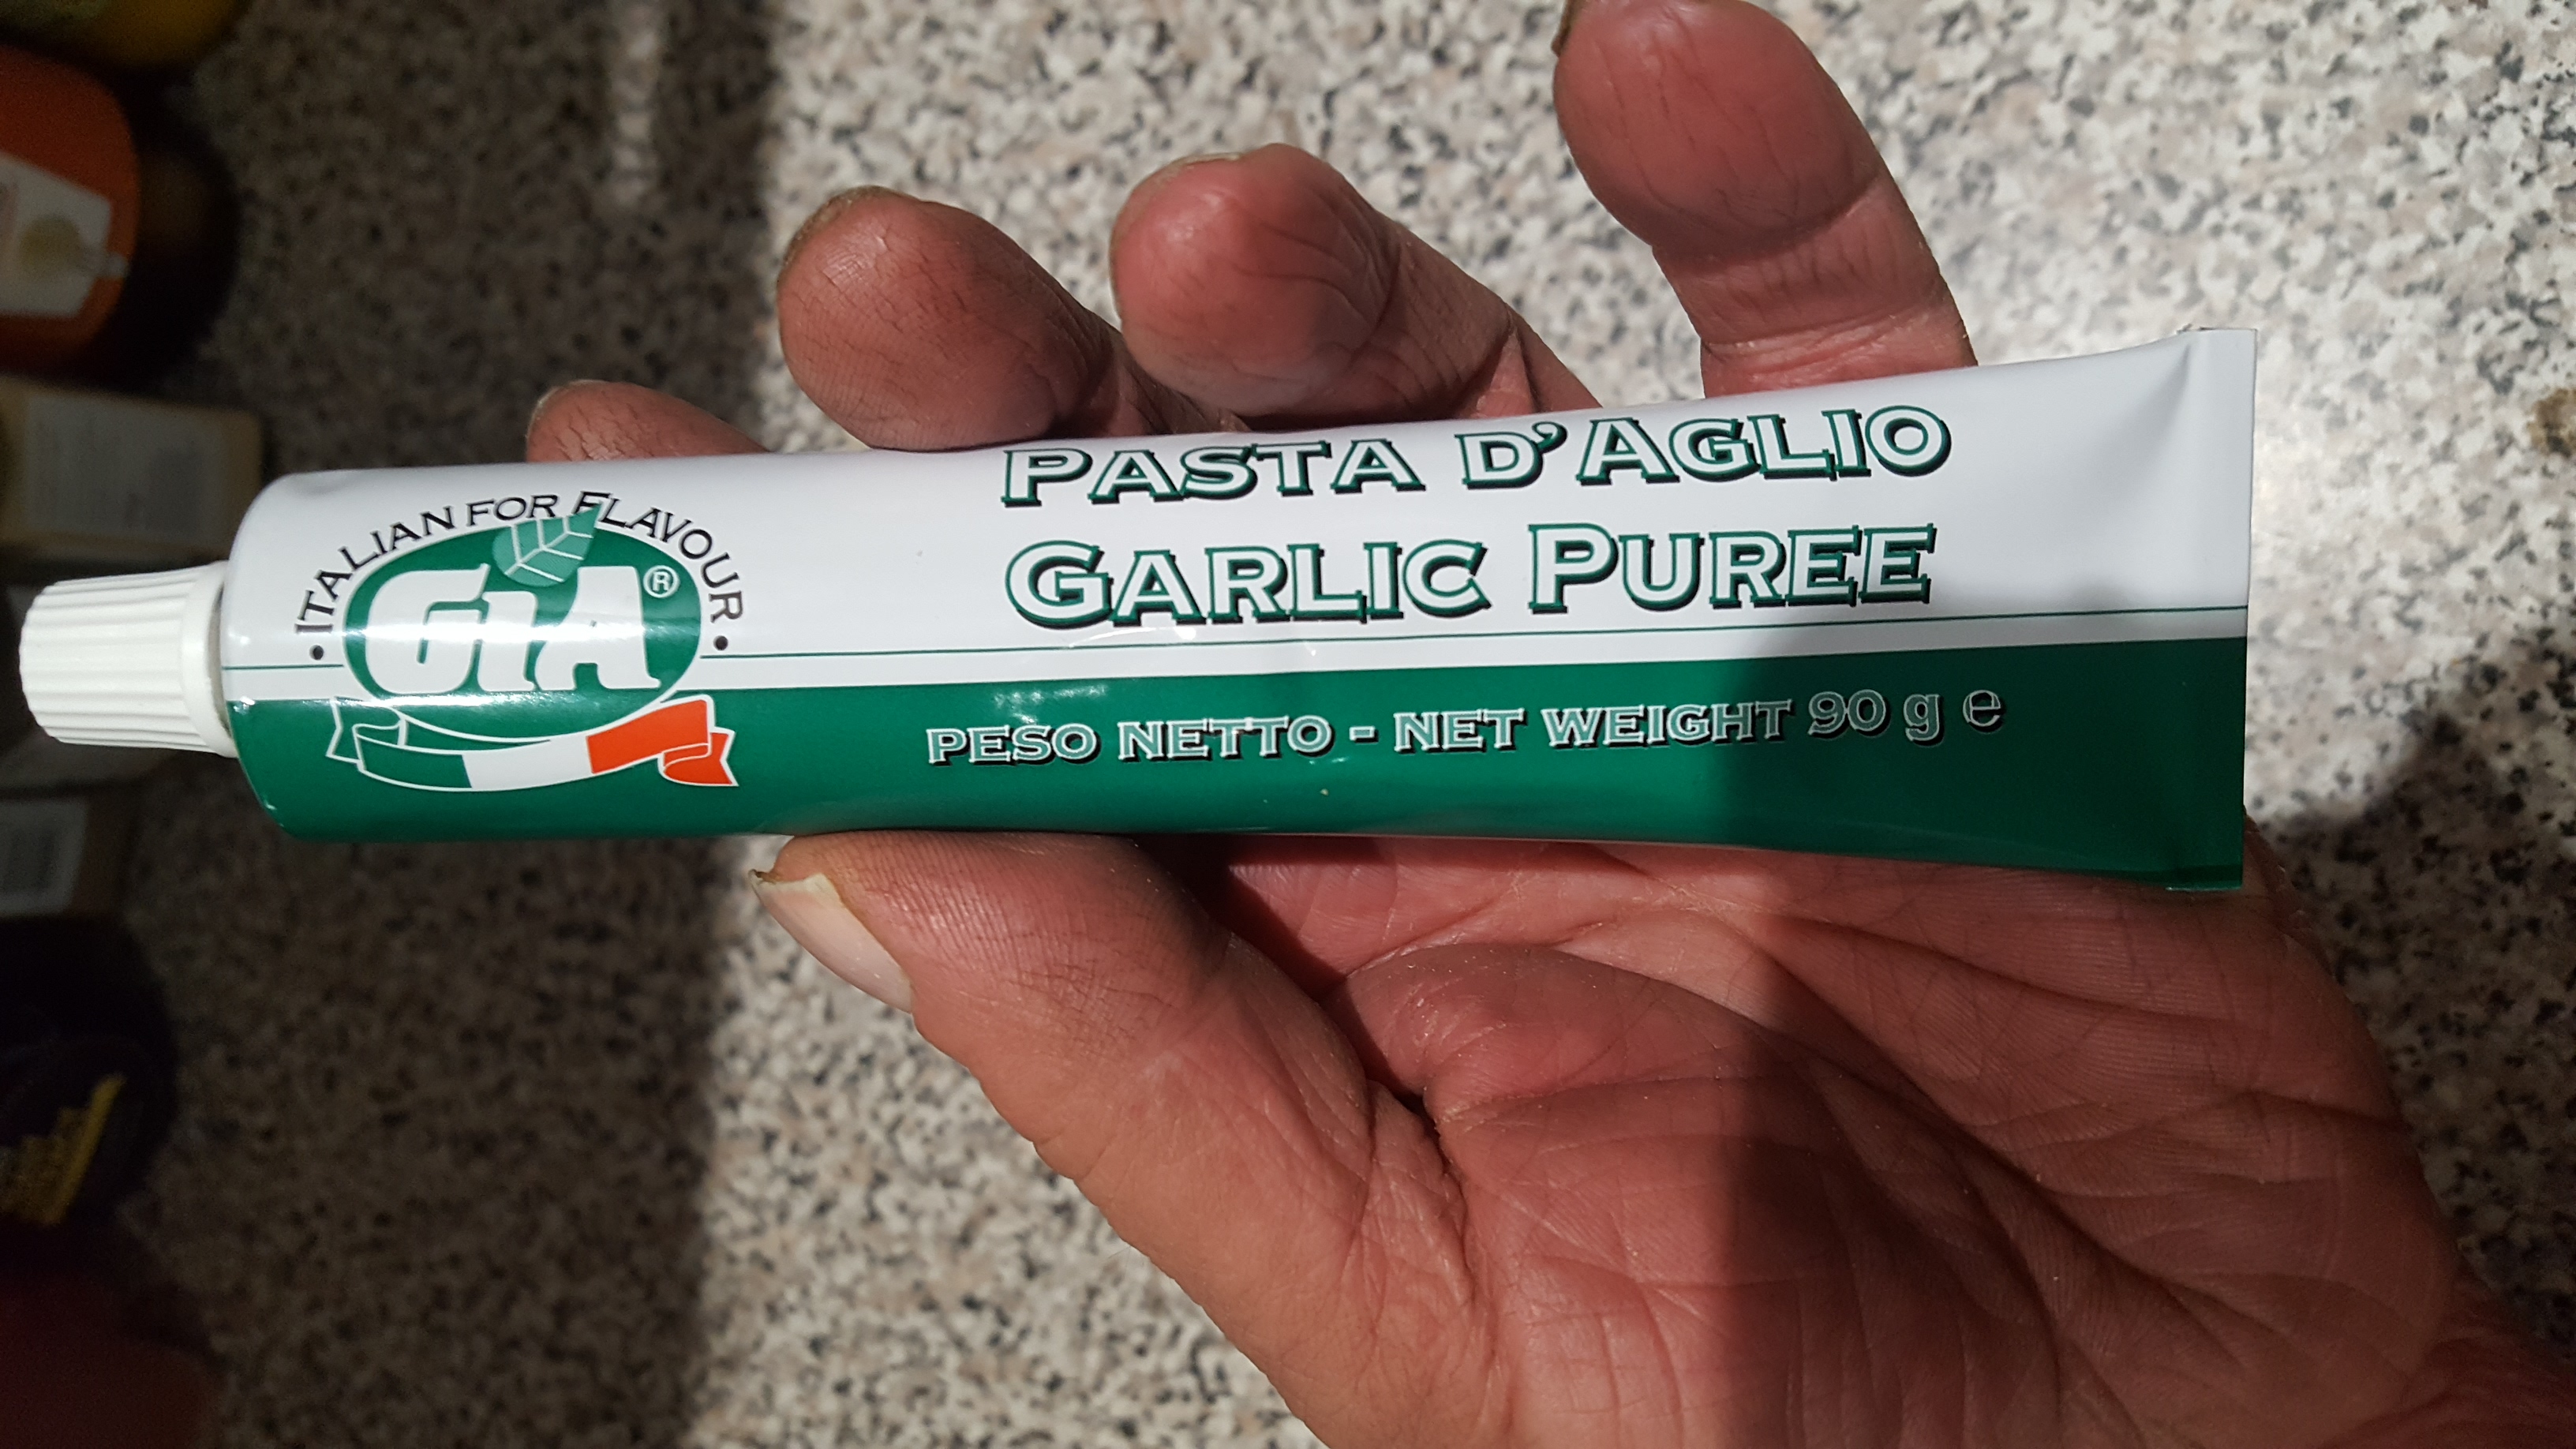 • ITALIAN FOR FLAVOUR •
GIA®
PASTA D'AGLIO
GARLIC PUREE
PESO NETTO - NET WEIGHT 90 g ℮